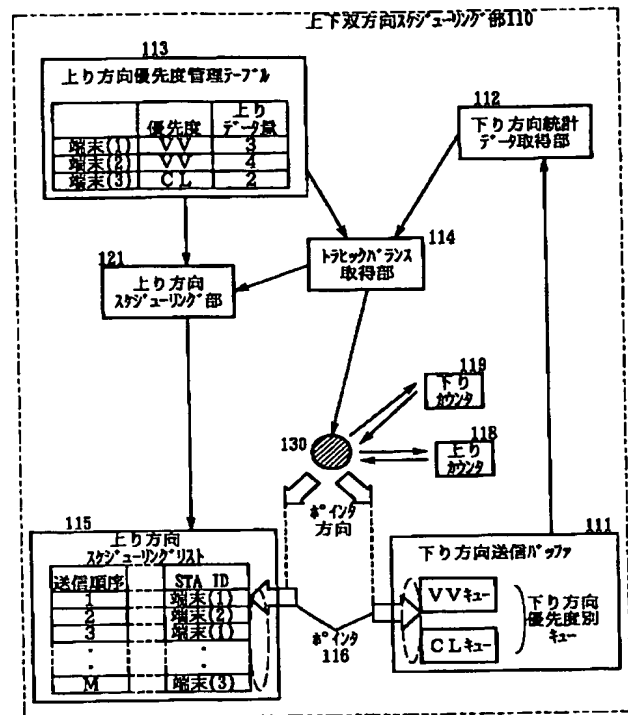 上下双方向スケジューリング部110
113
上り方向優先度管理テーブル
優先度 上りデータ量
端末(1) VV 3
端末(2) VV 4
端末(3) CL 2
112
下り方向統計
データ取得部
114
トラヒックバランス
取得部
121
上り方向
スケジューリング部
119
下り
カウンタ
118
上り
カウンタ
130
ポインタ
方向
115
上り方向
スケジューリングリスト
送信順序 STA ID
1 端末(1)
2 端末(2)
3 端末(1)
・ ・
・ ・
M 端末(3)
ポインタ
116
111
下り方向送信バッファ
VVキュー
CLキュー
下り方向
優先度別
キュー